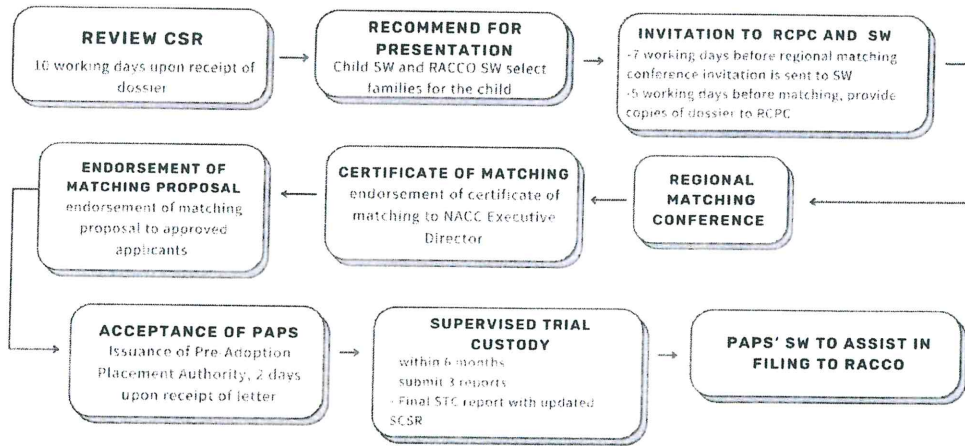 REVIEW CSR
10 working days upon receipt of
dossier
RECOMMEND FOR
PRESENTATION
Child SW and RACCO SW select
families for the child
INVITATION TO RCPC AND SW
-7 working days before regional matching
conference invitation is sent to SW
-5 working days before matching, provide
copies of dossier to RCPC
REGIONAL
MATCHING
CONFERENCE
CERTIFICATE OF MATCHING
endorsement of certificate of
matching to NACC Executive
Director
ENDORSEMENT OF
MATCHING PROPOSAL
endorsement of matching
proposal to approved
applicants
ACCEPTANCE OF PAPS
Issuance of Pre-Adoption
Placement Authority, 2 days
upon receipt of letter
SUPERVISED TRIAL
CUSTODY
within 6 months
submit 3 reports
- Final STC report with updated
SCSR
PAPS' SW TO ASSIST IN
FILING TO RACCO